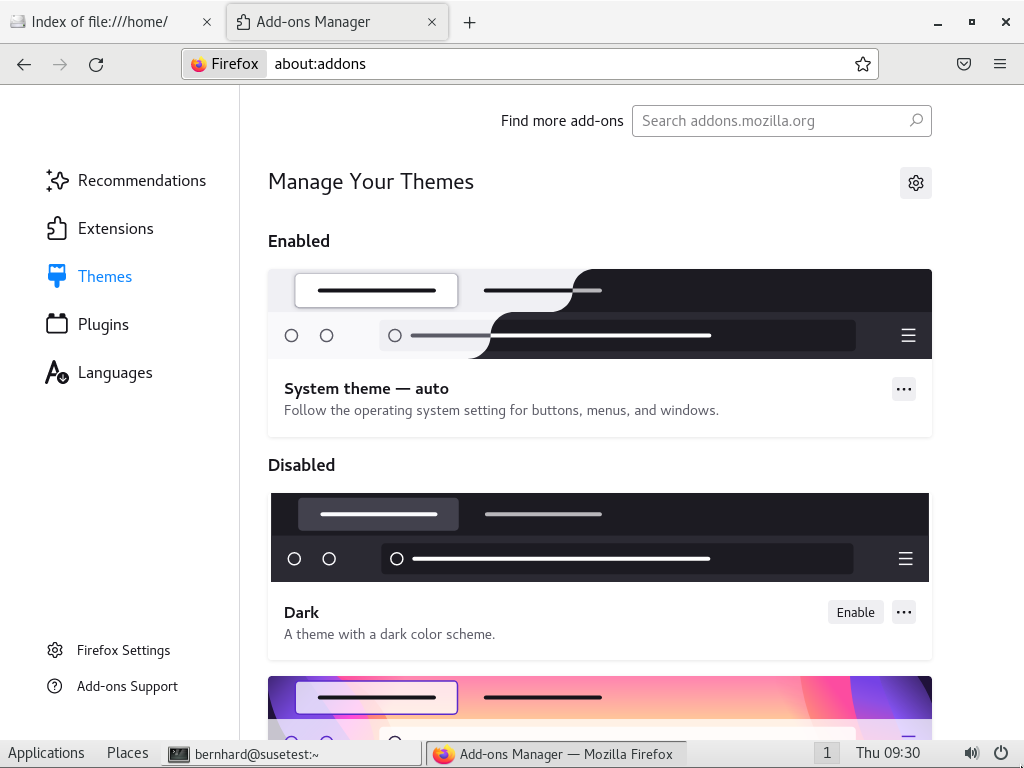 Index of file:///home/
Add-ons Manager
Firefox
about:addons
Find more add-ons
Search addons.mozilla.org
Recommendations
Extensions
Themes
Plugins
Languages
Firefox Settings
Add-ons Support
Manage Your Themes
Enabled
System theme — auto
Follow the operating system setting for buttons, menus, and windows.
Disabled
Dark
Enable
A theme with a dark color scheme.
Applications
Places
bernhard@susetest:~
Add-ons Manager — Mozilla Firefox
1
Thu 09:30